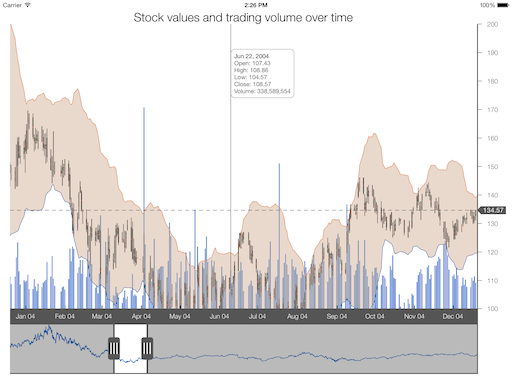 Carrier 2:26 PM 100%
Stock values and trading volume over time
200
190
180
170
160
150
140
134.57
130
120
110
100
Jun 22, 2004
Open: 107.43
High: 108.86
Low: 104.57
Close: 108.57
Volume: 338,589,554
Jan 04 Feb 04 Mar 04 Apr 04 May 04 Jun 04 Jul 04 Aug 04 Sep 04 Oct 04 Nov 04 Dec 04